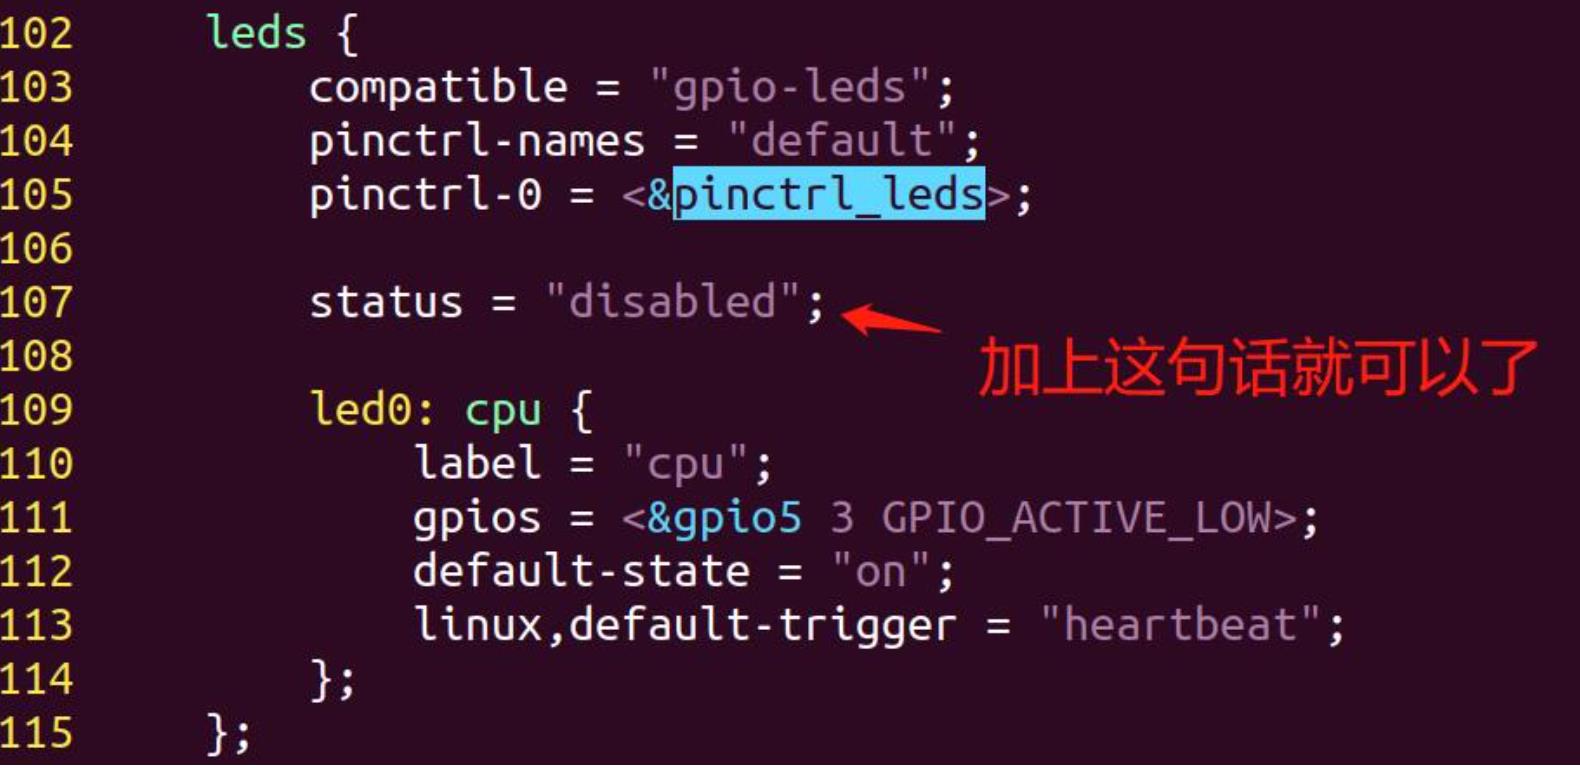 102 leds {
103 compatible = "gpio-leds";
104 pinctrl-names = "default";
105 pinctrl-0 = <&pinctrl_leds>;
106
107 status = "disabled";
加上这句话就可以了
108
109 led0: cpu {
110 label = "cpu";
111 gpios = <&gpio5 3 GPIO_ACTIVE_LOW>;
112 default-state = "on";
113 linux,default-trigger = "heartbeat";
114 };
115 };